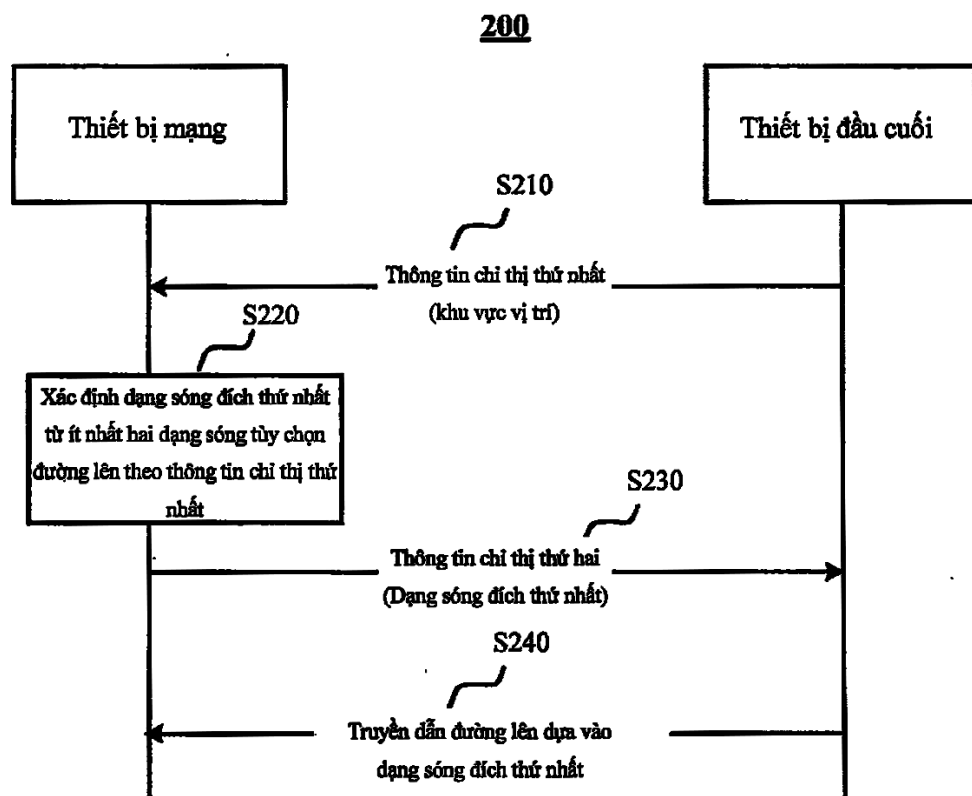 200
Thiết bị mạng
Thiết bị đầu cuối
S210
Thông tin chỉ thị thứ nhất
(khu vực vị trí)
S220
Xác định dạng sóng đích thứ nhất
từ ít nhất hai dạng sóng tùy chọn
đường lên theo thông tin chỉ thị thứ
nhất
S230
Thông tin chỉ thị thứ hai
(Dạng sóng đích thứ nhất)
S240
Truyền dẫn đường lên dựa vào
dạng sóng đích thứ nhất